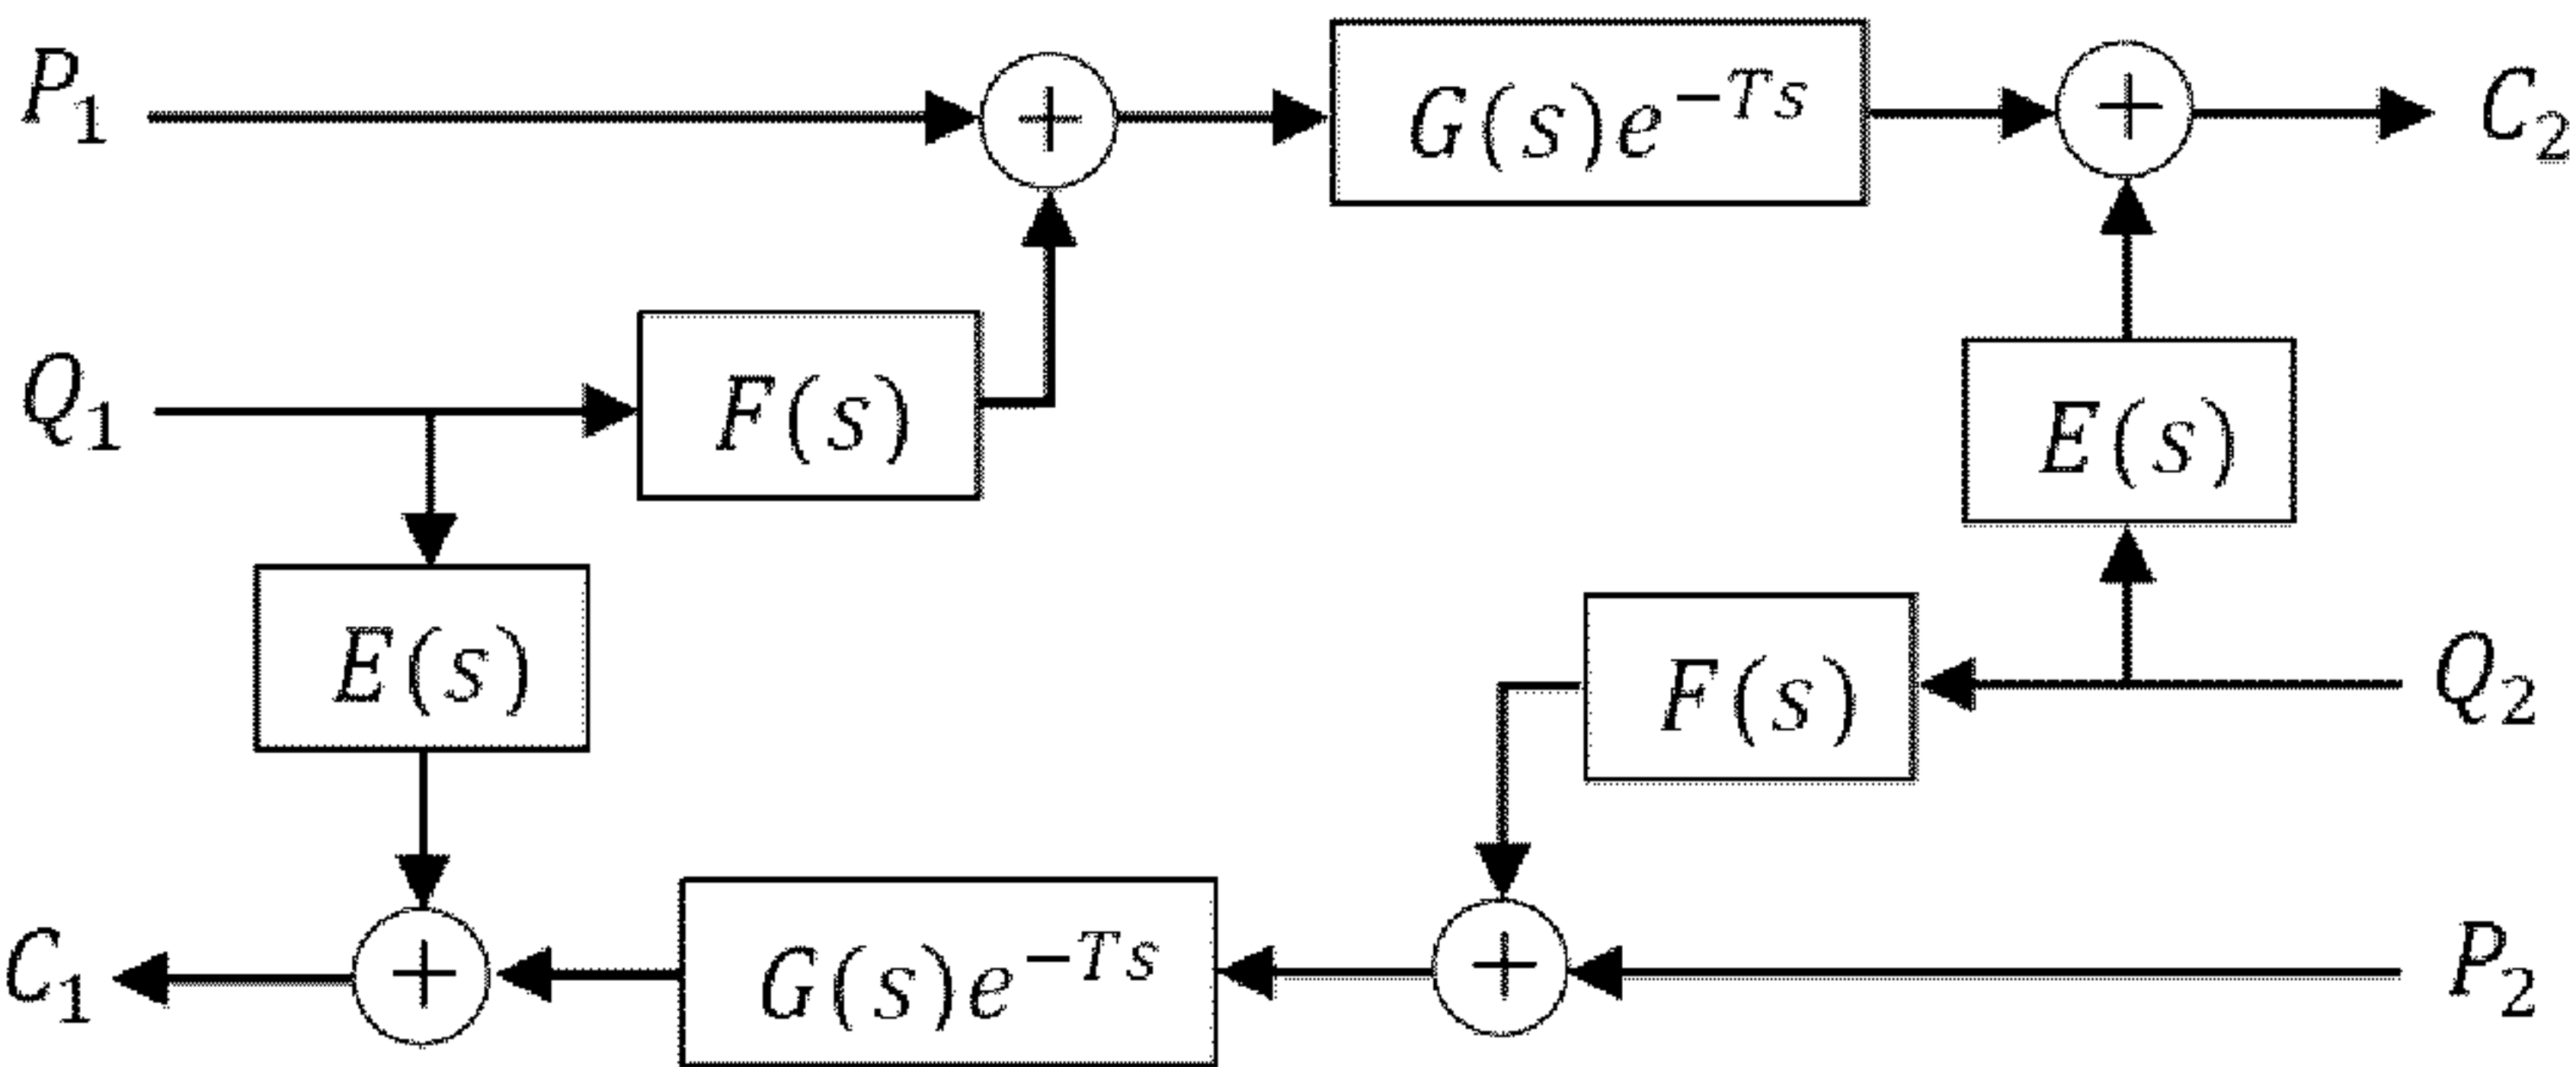 P₁ + G(s)e^{-Ts} + C₂
Q₁ F(s) E(s)
E(s) F(s) Q₂
C₁ + G(s)e^{-Ts} + P₂